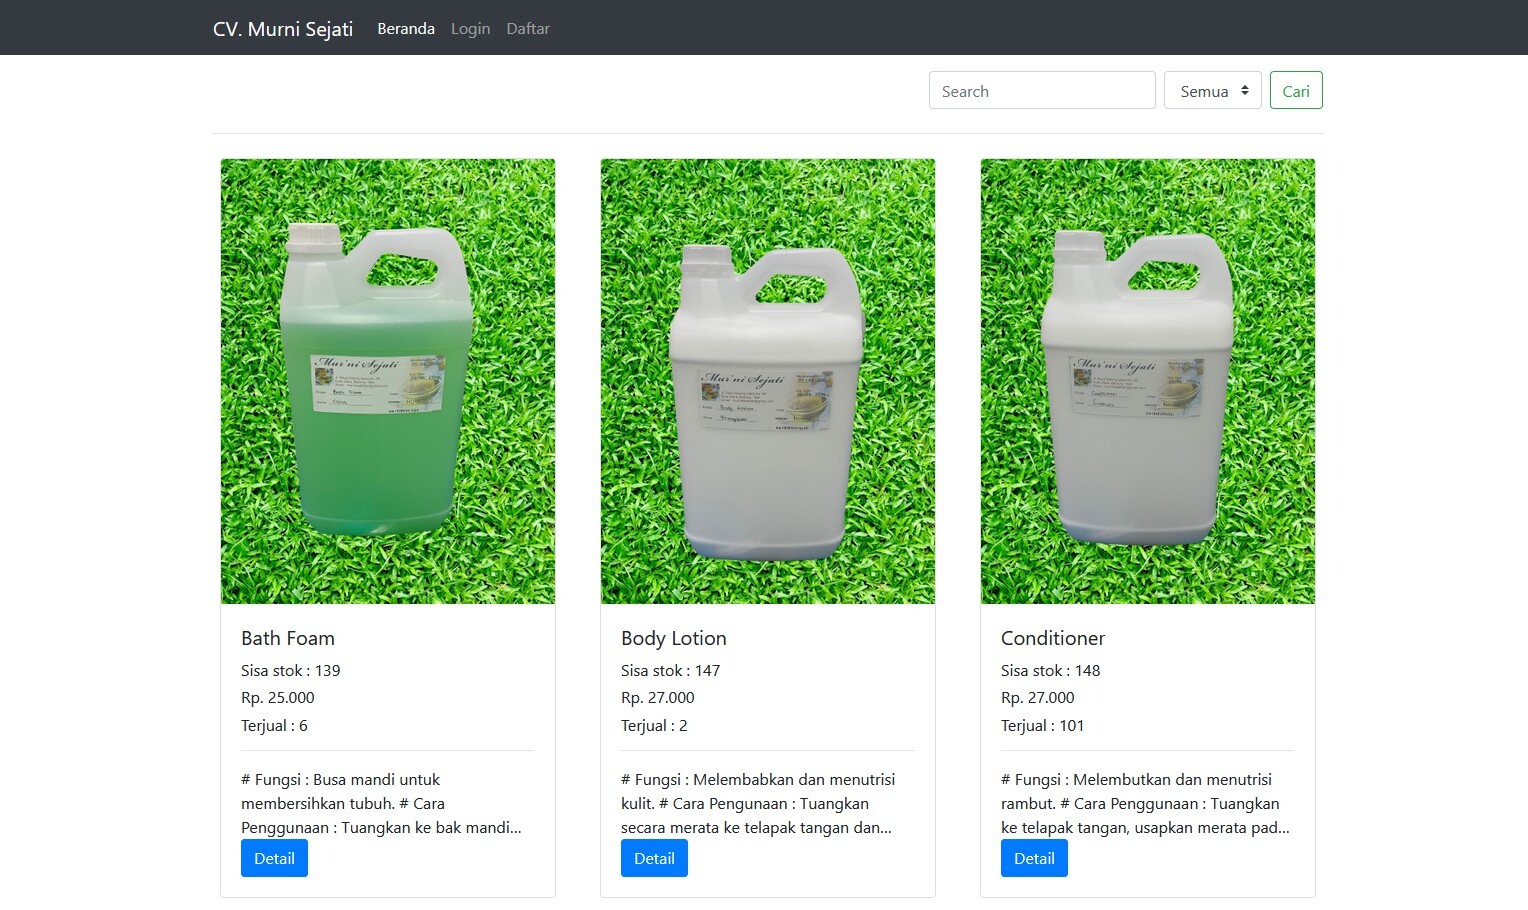 CV. Murni Sejati Beranda Login Daftar
Search Semua Cari
Mur'ni Sejati
Mur'ni Sejati
Mur'ni Sejati
Bath Foam
Sisa stok : 139
Rp. 25.000
Terjual : 6
# Fungsi : Busa mandi untuk
membersihkan tubuh. # Cara
Penggunaan : Tuangkan ke bak mandi...
Detail
Body Lotion
Sisa stok : 147
Rp. 27.000
Terjual : 2
# Fungsi : Melembabkan dan menutrisi
kulit. # Cara Pengunaan : Tuangkan
secara merata ke telapak tangan dan...
Detail
Conditioner
Sisa stok : 148
Rp. 27.000
Terjual : 101
# Fungsi : Melembutkan dan menutrisi
rambut. # Cara Penggunaan : Tuangkan
ke telapak tangan, usapkan merata pad...
Detail